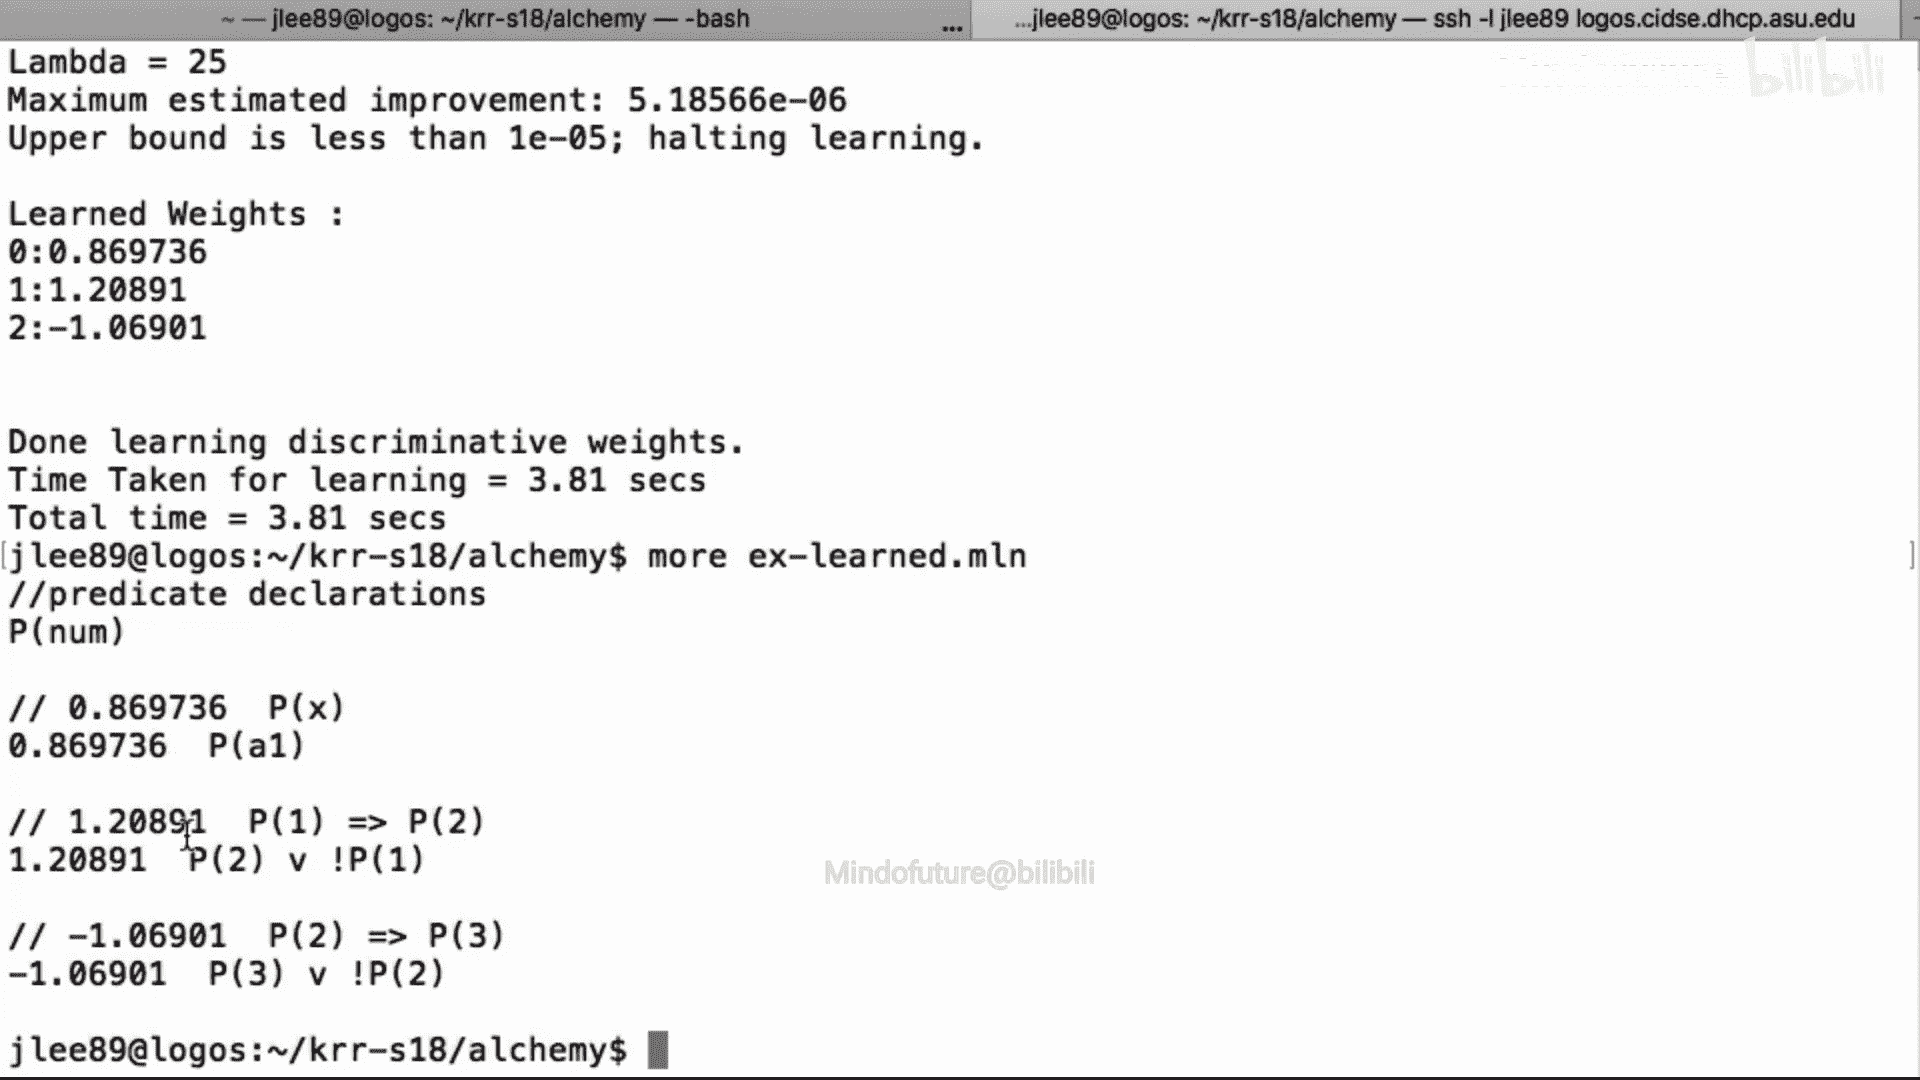 ~ — jlee89@logos: ~/krr-s18/alchemy — -bash
...jlee89@logos: ~/krr-s18/alchemy — ssh -l jlee89 logos.cidse.dhcp.asu.edu
bilibili
Lambda = 25
Maximum estimated improvement: 5.18566e-06
Upper bound is less than 1e-05; halting learning.
Learned Weights :
0:0.869736
1:1.20891
2:-1.06901
Done learning discriminative weights.
Time Taken for learning = 3.81 secs
Total time = 3.81 secs
[jlee89@logos:~/krr-s18/alchemy$ more ex-learned.mln ]
//predicate declarations
P(num)
// 0.869736  P(x)
0.869736  P(a1)
// 1.20891  P(1) => P(2)
1.20891  P(2) v !P(1)
Mindofuture@bilibili
// -1.06901  P(2) => P(3)
-1.06901  P(3) v !P(2)
jlee89@logos:~/krr-s18/alchemy$